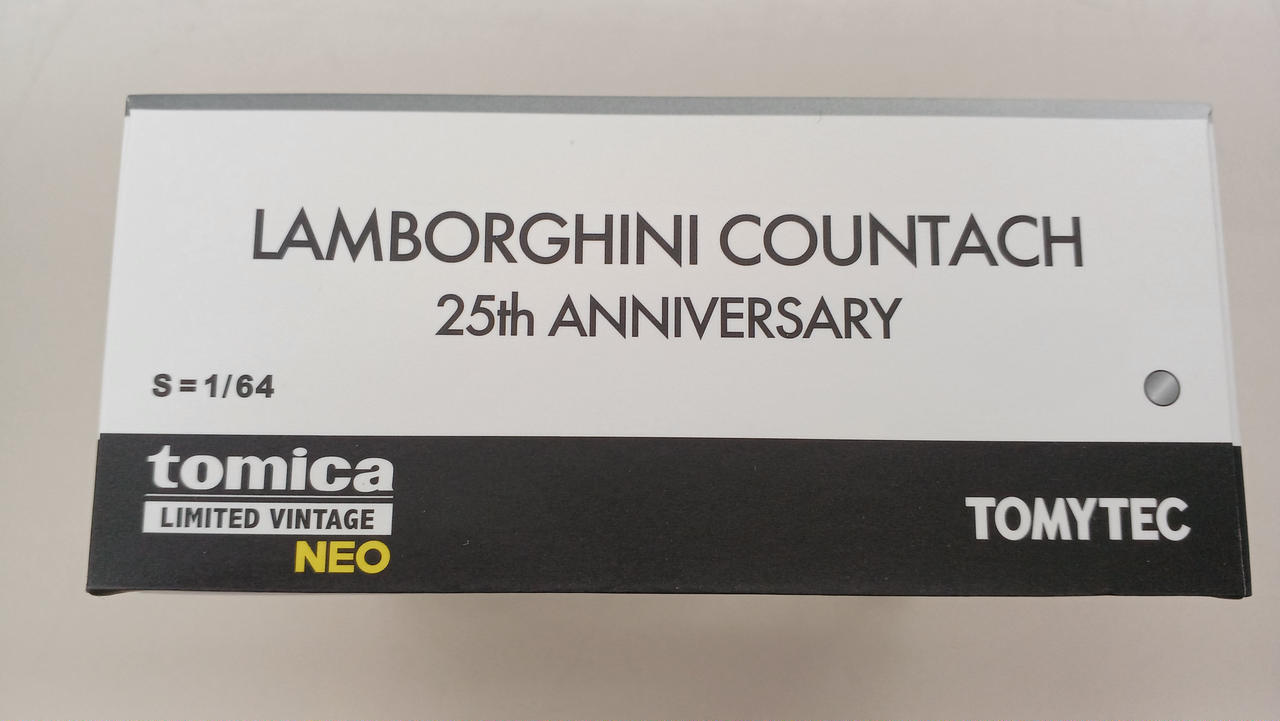 LAMBORGHINI COUNTACH
25th ANNIVERSARY
S=1/64
tomica
LIMITED VINTAGE
NEO
TOMYTEC